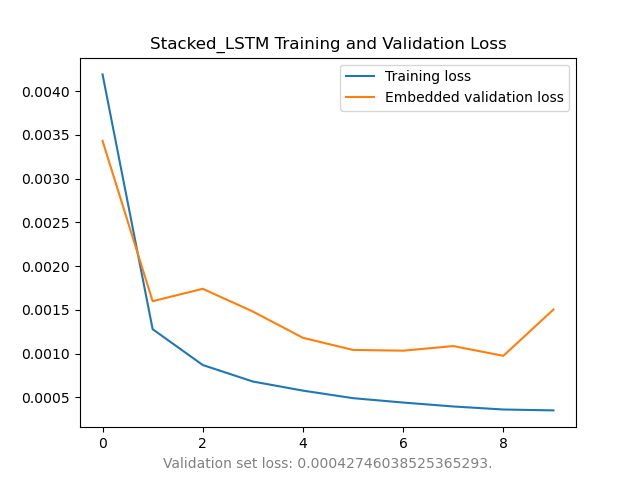 Stacked_LSTM Training and Validation Loss
Training loss
Embedded validation loss
0.0040
0.0035
0.0030
0.0025
0.0020
0.0015
0.0010
0.0005
0 2 4 6 8
Validation set loss: 0.00042746038525365293.